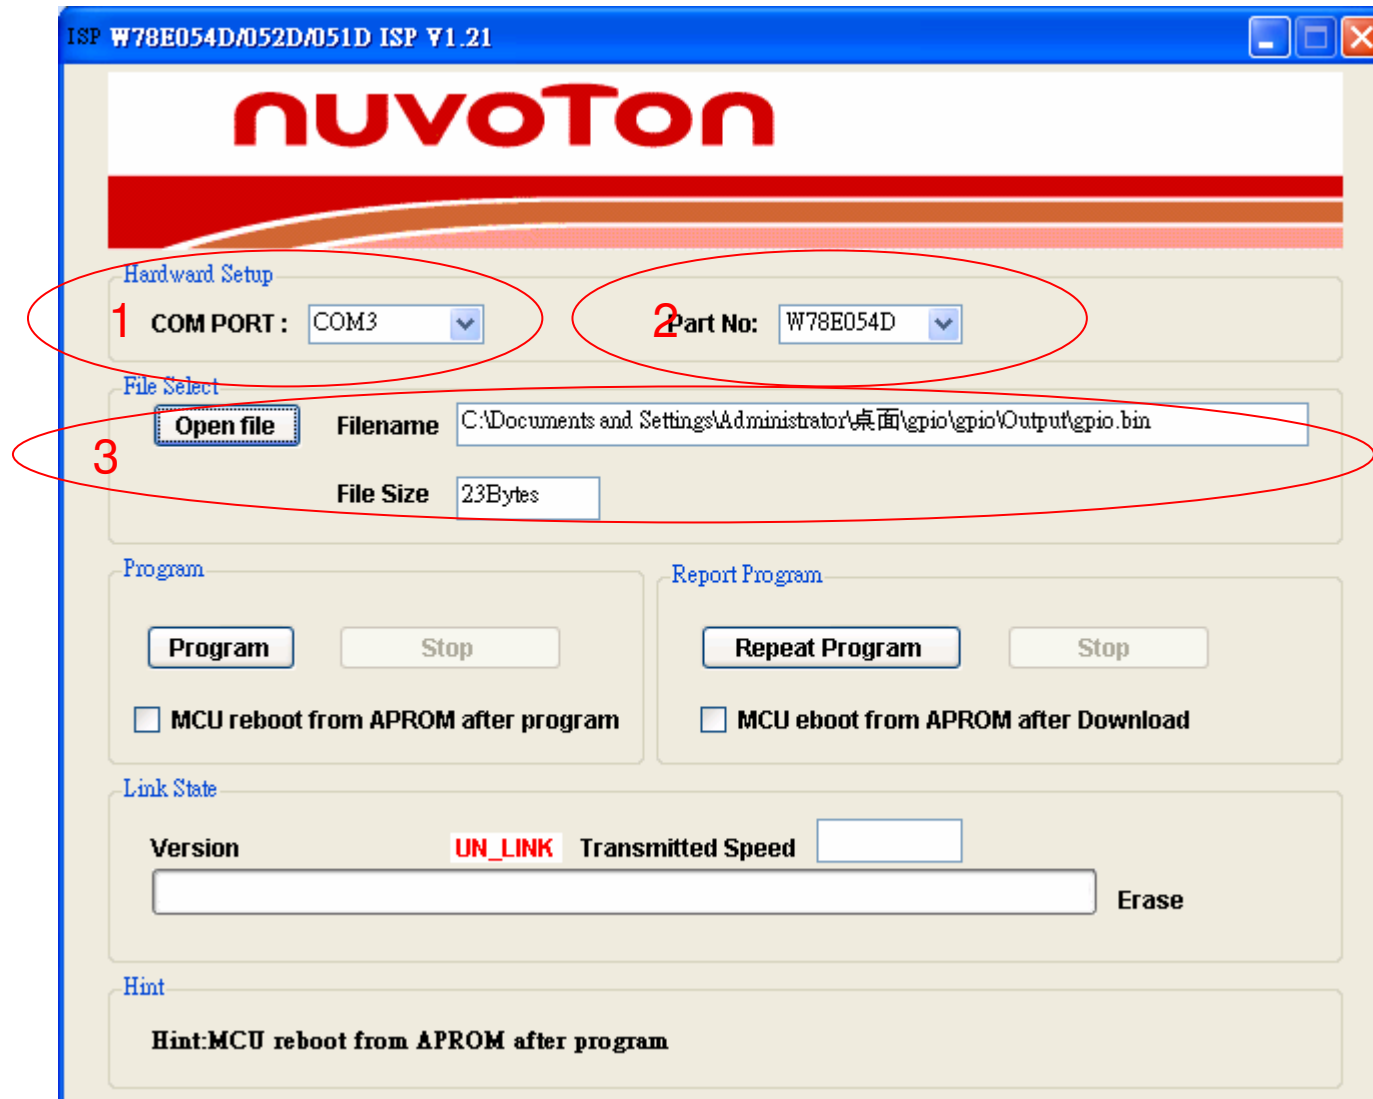 ISP W78E054D/052D/051D ISP V1.21
nuvoTon
Hardward Setup
1 COM PORT : COM3 2 Part No: W78E054D
File Select
Open file Filename C:\Documents and Settings\Administrator\桌面\gpio\gpio\Output\gpio.bin
3
File Size 23Bytes
Program
Report Program
Program Stop Repeat Program Stop
MCU reboot from APROM after program MCU eboot from APROM after Download
Link State
Version UN_LINK Transmitted Speed
Erase
Hint
Hint:MCU reboot from APROM after program